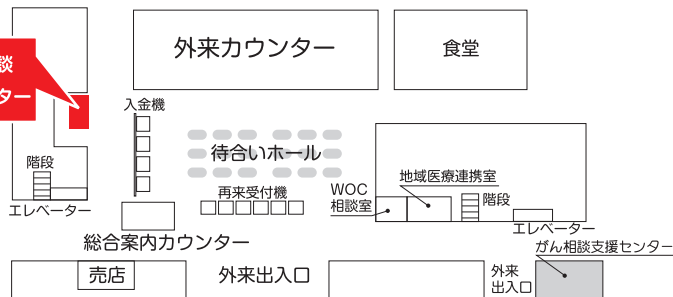 外来カウンター
食堂
談
ター
入金機
待合いホール
階段
再来受付機
WOC
相談室
地域医療連携室
階段
エレベーター
エレベーター
総合案内カウンター
がん相談支援センター
売店
外来出入口
外来
出入口